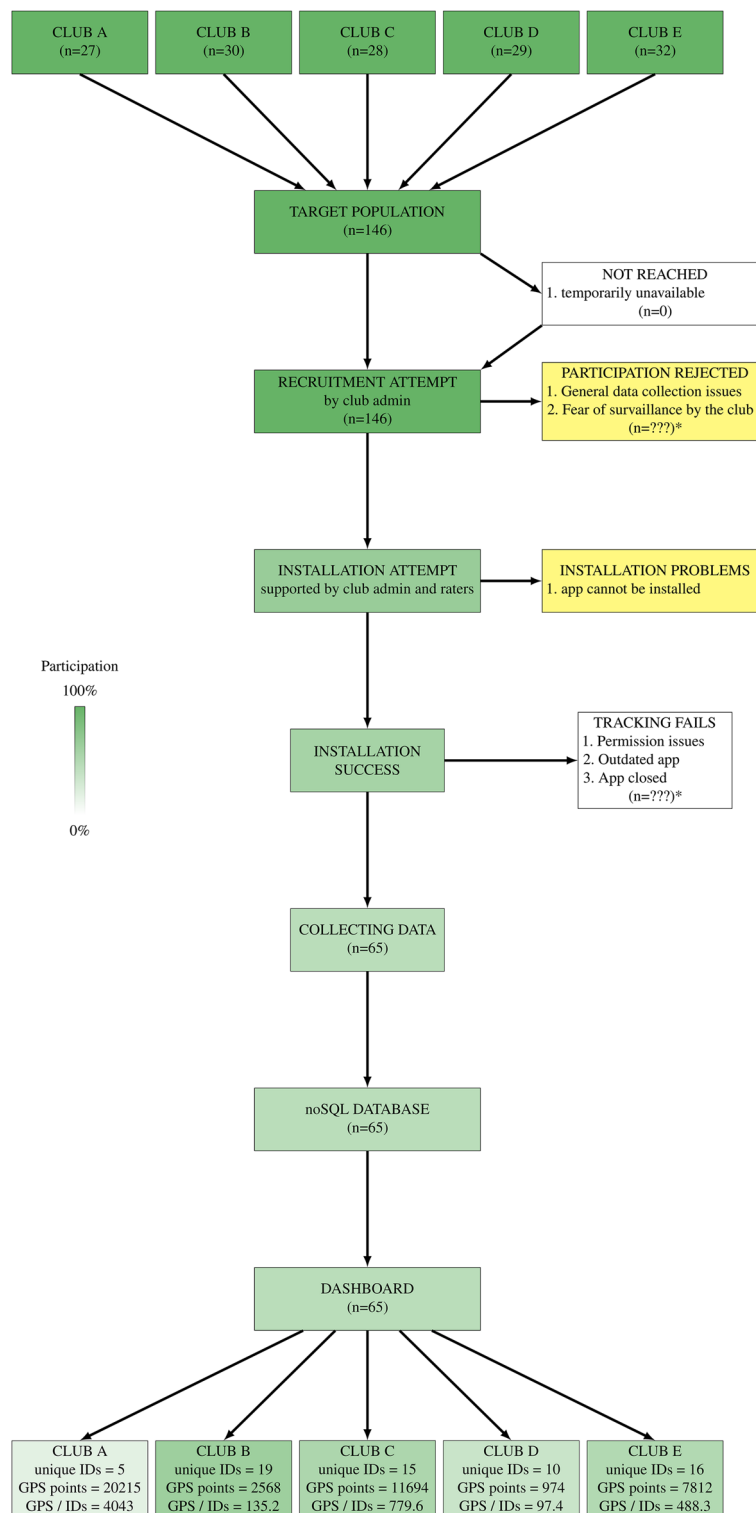 CLUB A
(n=27)
CLUB B
(n=30)
CLUB C
(n=28)
CLUB D
(n=29)
CLUB E
(n=32)
TARGET POPULATION
(n=146)
NOT REACHED
1. temporarily unavailable
(n=0)
RECRUITMENT ATTEMPT
by club admin
(n=146)
PARTICIPATION REJECTED
1. General data collection issues
2. Fear of survaillance by the club
(n=???)*
INSTALLATION ATTEMPT
supported by club admin and raters
INSTALLATION PROBLEMS
1. app cannot be installed
Participation
100%
0%
INSTALLATION
SUCCESS
TRACKING FAILS
1. Permission issues
2. Outdated app
3. App closed
(n=???)*
COLLECTING DATA
(n=65)
noSQL DATABASE
(n=65)
DASHBOARD
(n=65)
CLUB A
unique IDs = 5
GPS points = 20215
GPS / IDs = 4043
CLUB B
unique IDs = 19
GPS points = 2568
GPS / IDs = 135.2
CLUB C
unique IDs = 15
GPS points = 11694
GPS / IDs = 779.6
CLUB D
unique IDs = 10
GPS points = 974
GPS / IDs = 97.4
CLUB E
unique IDs = 16
GPS points = 7812
GPS / IDs = 488.3